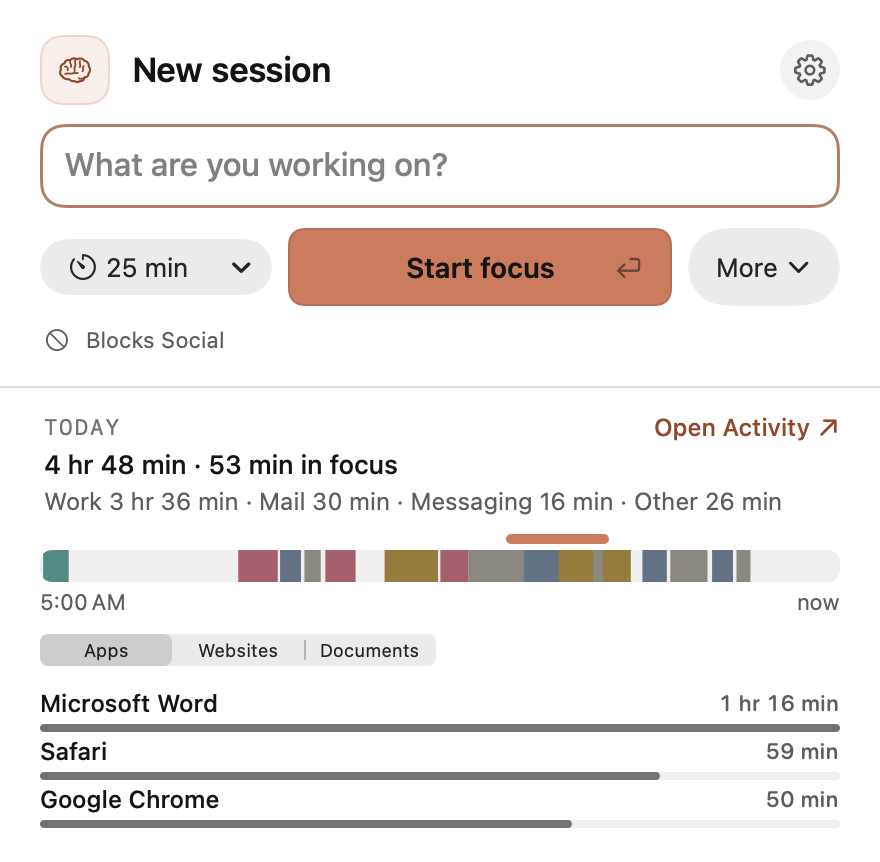 New session
What are you working on?
25 min
Start focus
More
Blocks Social
TODAY
Open Activity
4 hr 48 min · 53 min in focus
Work 3 hr 36 min · Mail 30 min · Messaging 16 min · Other 26 min
5:00 AM
now
Apps
Websites
Documents
Microsoft Word
1 hr 16 min
Safari
59 min
Google Chrome
50 min